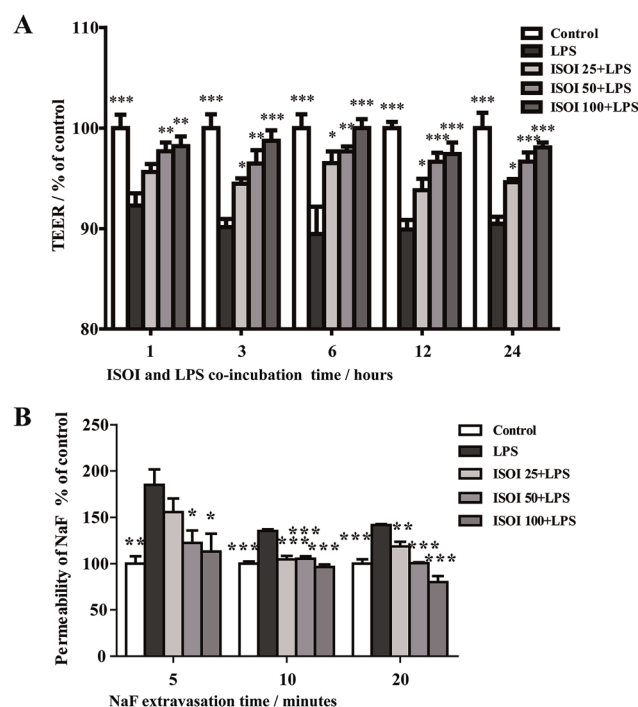 A
TEER / % of control
110
100
90
80
Control
LPS
ISOI 25+LPS
ISOI 50+LPS
ISOI 100+LPS
*** *** *** *** ***
** ** * ** *** * ** *** * *** *** * *** ***
1 3 6 12 24
ISOI and LPS co-incubation time / hours
B
Permeability of NaF % of control
250
200
150
100
50
0
Control
LPS
ISOI 25+LPS
ISOI 50+LPS
ISOI 100+LPS
** * * *** *** *** *** *** ** *** ***
5 10 20
NaF extravasation time / minutes